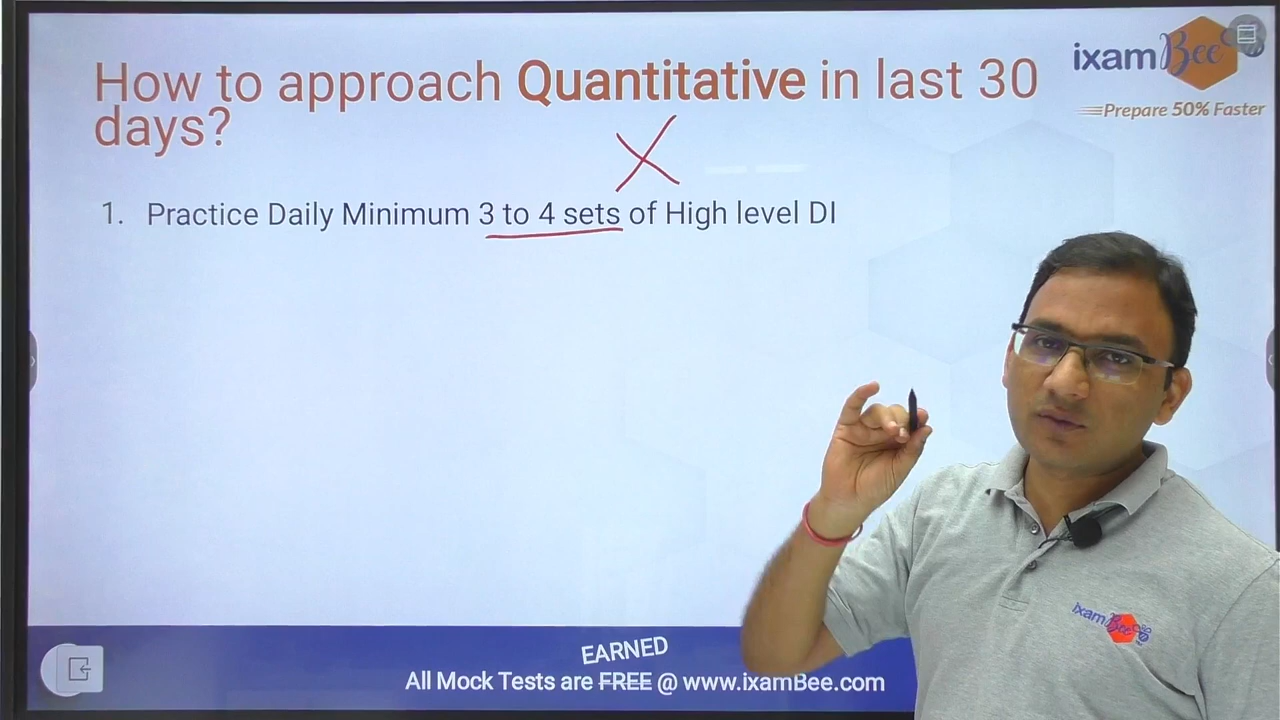 How to approach Quantitative in last 30
days?
ixamBee
Prepare 50% Faster
1. Practice Daily Minimum 3 to 4 sets of High level DI
ixamBee
EARNED
All Mock Tests are FREE @ www.ixamBee.com